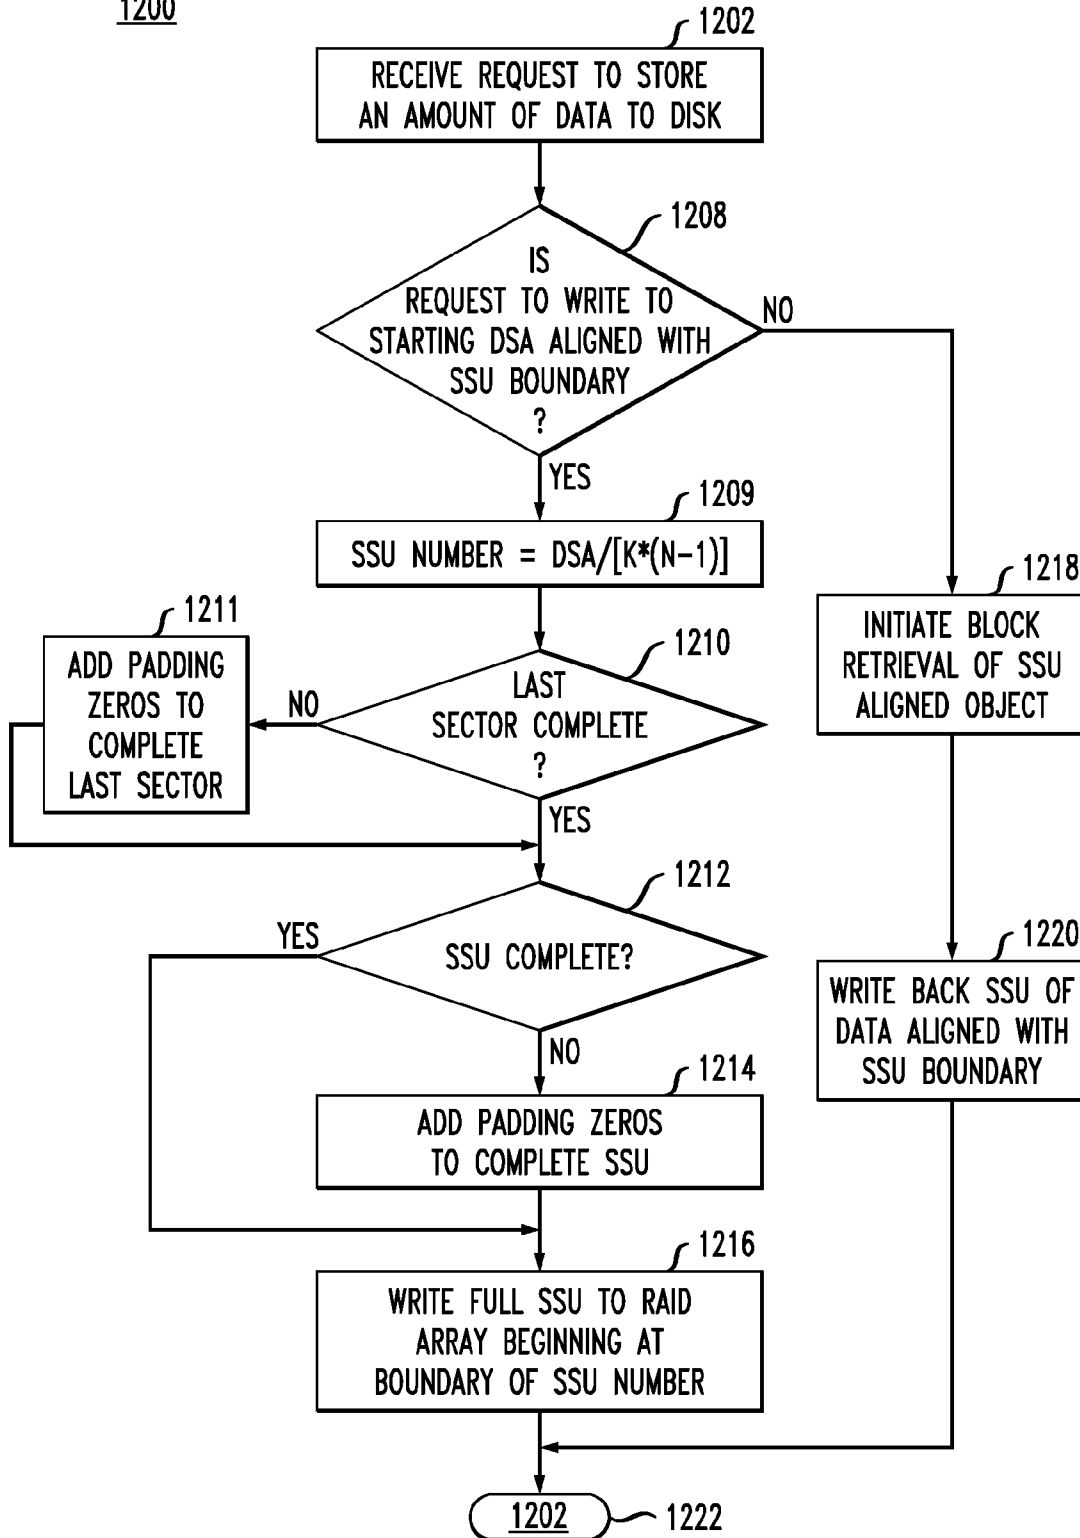 1200
1202
RECEIVE REQUEST TO STORE
AN AMOUNT OF DATA TO DISK
1208
IS
REQUEST TO WRITE TO
STARTING DSA ALIGNED WITH
SSU BOUNDARY
?
NO
YES
1209
SSU NUMBER = DSA/[K*(N-1)]
1218
INITIATE BLOCK
RETRIEVAL OF SSU
ALIGNED OBJECT
1211
ADD PADDING
ZEROS TO
COMPLETE
LAST SECTOR
1210
LAST
SECTOR COMPLETE
?
NO
YES
1212
SSU COMPLETE?
YES
NO
1220
WRITE BACK SSU OF
DATA ALIGNED WITH
SSU BOUNDARY
1214
ADD PADDING ZEROS
TO COMPLETE SSU
1216
WRITE FULL SSU TO RAID
ARRAY BEGINNING AT
BOUNDARY OF SSU NUMBER
1202
1222